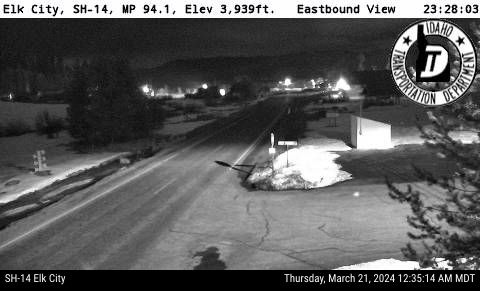 Elk City, SH-14, MP 94.1, Elev 3,939ft. Eastbound View 23:28:03
IDAHO
TRANSPORTATION DEPARTMENT
SH-14 Elk City Thursday, March 21, 2024 12:35:14 AM MDT